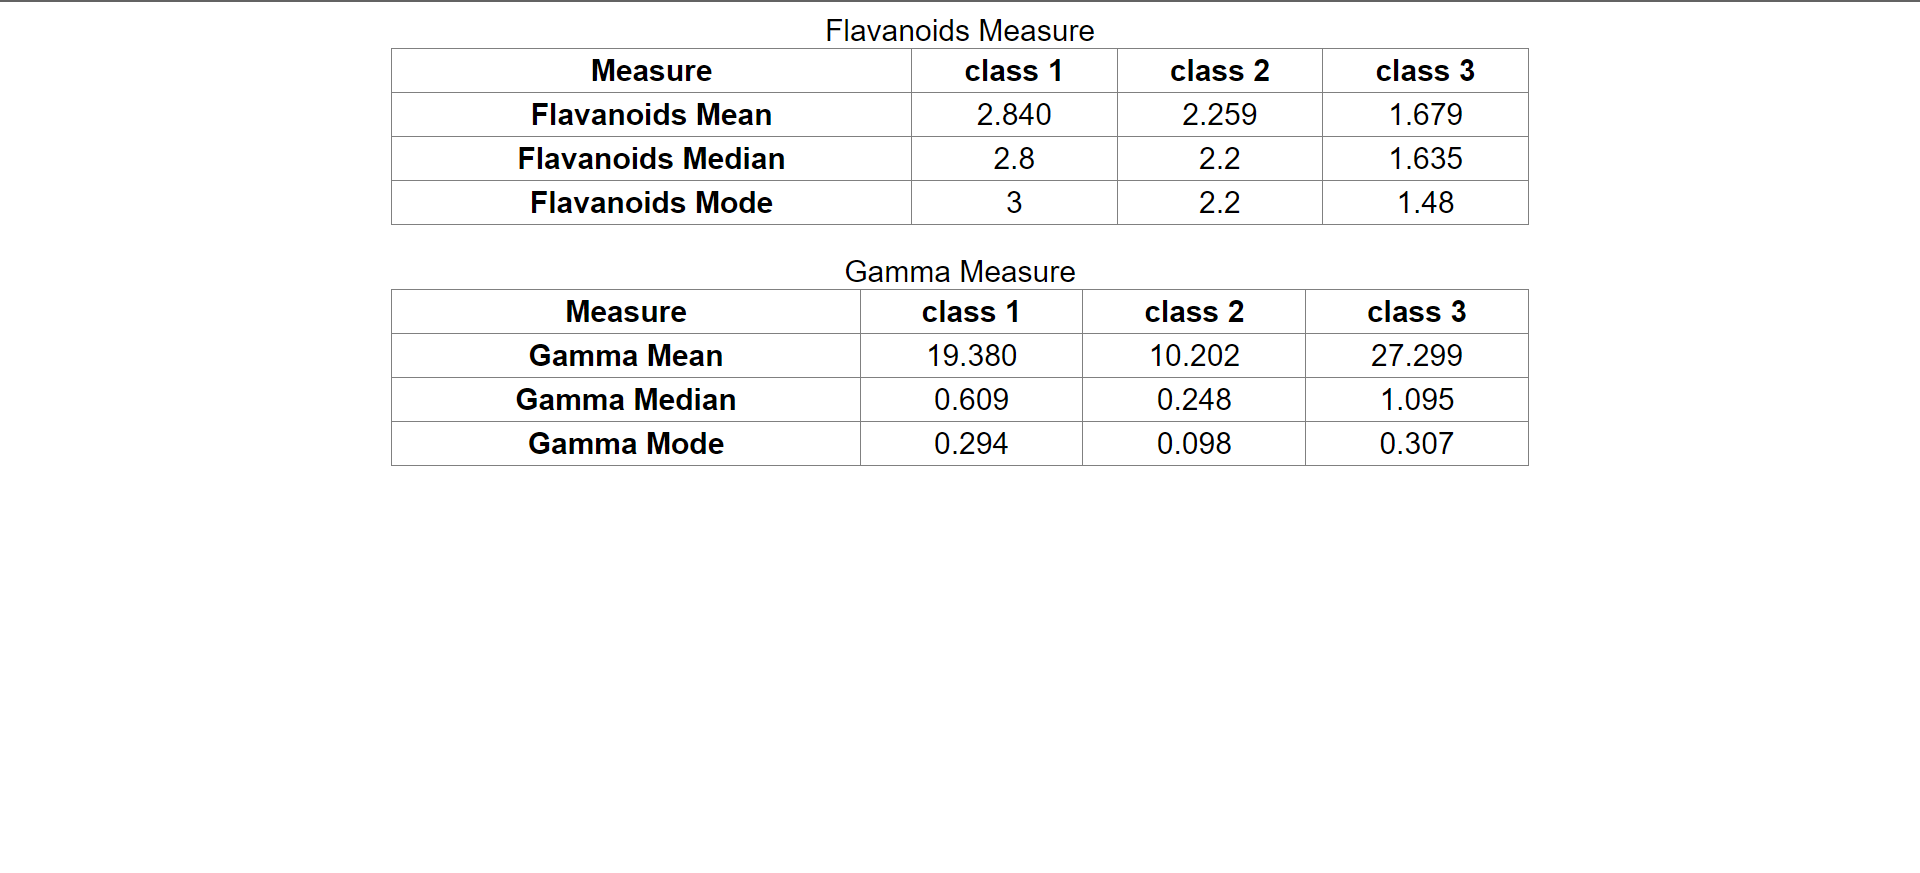 Flavanoids Measure
Measure class 1 class 2 class 3
Flavanoids Mean 2.840 2.259 1.679
Flavanoids Median 2.8 2.2 1.635
Flavanoids Mode 3 2.2 1.48
Gamma Measure
Measure class 1 class 2 class 3
Gamma Mean 19.380 10.202 27.299
Gamma Median 0.609 0.248 1.095
Gamma Mode 0.294 0.098 0.307